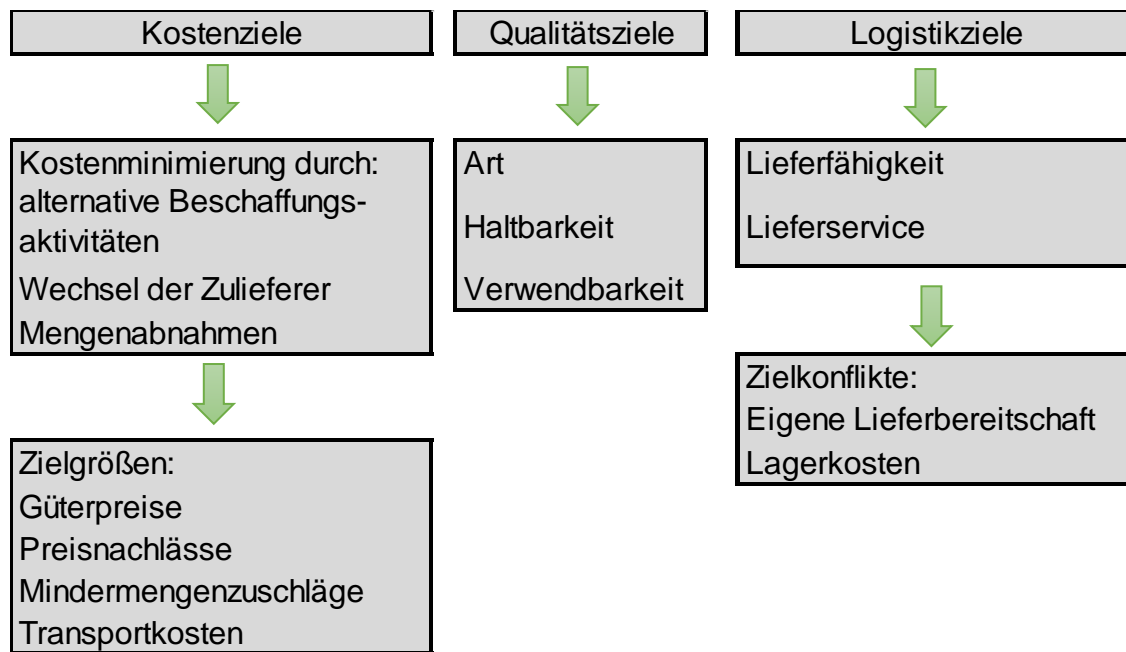 Kostenziele
Kostenminimierung durch:
alternative Beschaffungs-
aktivitäten
Wechsel der Zulieferer
Mengenabnahmen
Zielgrößen:
Güterpreise
Preisnachlässe
Mindermengenzuschläge
Transportkosten
Qualitätsziele
Art
Haltbarkeit
Verwendbarkeit
Logistikziele
Lieferfähigkeit
Lieferservice
Zielkonflikte:
Eigene Lieferbereitschaft
Lagerkosten